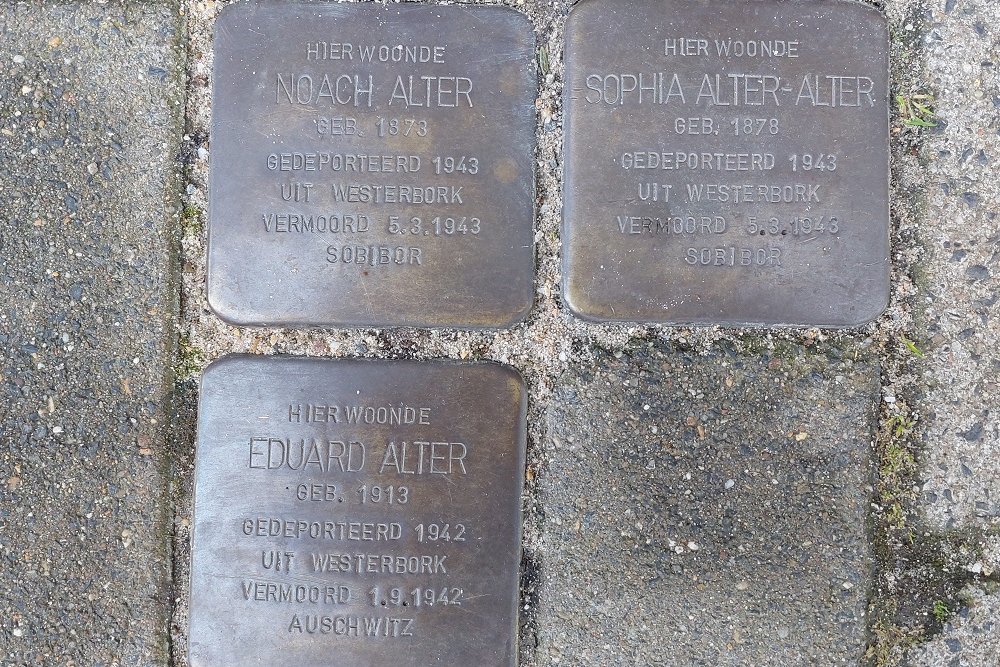 HIER WOONDE
NOACH ALTER
GEB. 1873
GEDEPORTEERD 1943
UIT WESTERBORK
VERMOORD 5.3.1943
SOBIBOR
HIER WOONDE
SOPHIA ALTER-ALTER
GEB. 1878
GEDEPORTEERD 1943
UIT WESTERBORK
VERMOORD 5.3.1943
SOBIBOR
HIER WOONDE
EDUARD ALTER
GEB. 1913
GEDEPORTEERD 1942
UIT WESTERBORK
VERMOORD 1.9.1942
AUSCHWITZ